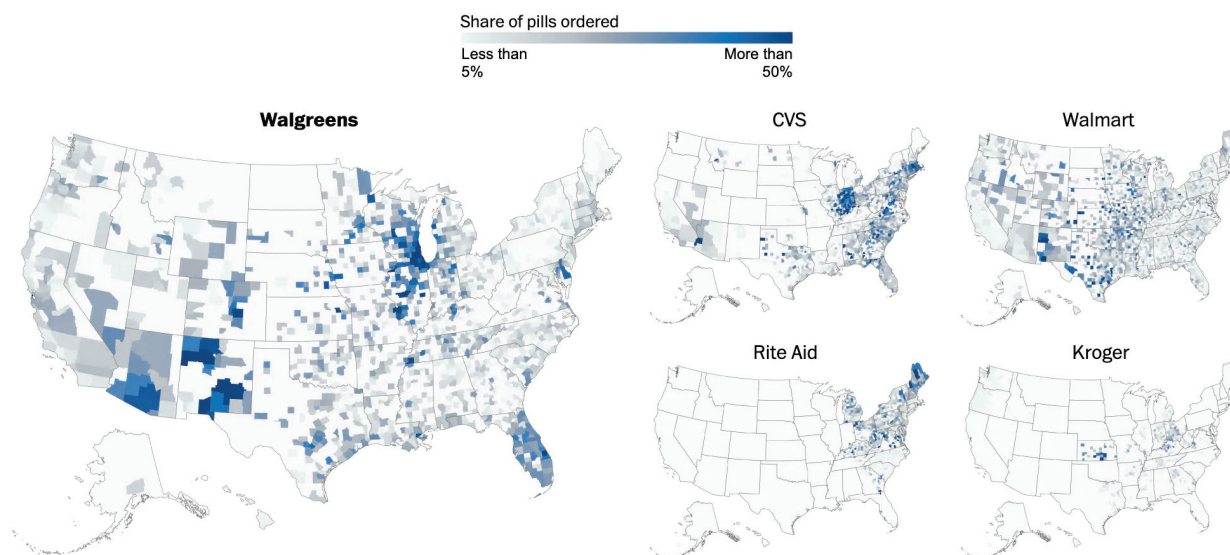 Share of pills ordered
Less than
5%
More than
50%
Walgreens
CVS
Walmart
Rite Aid
Kroger